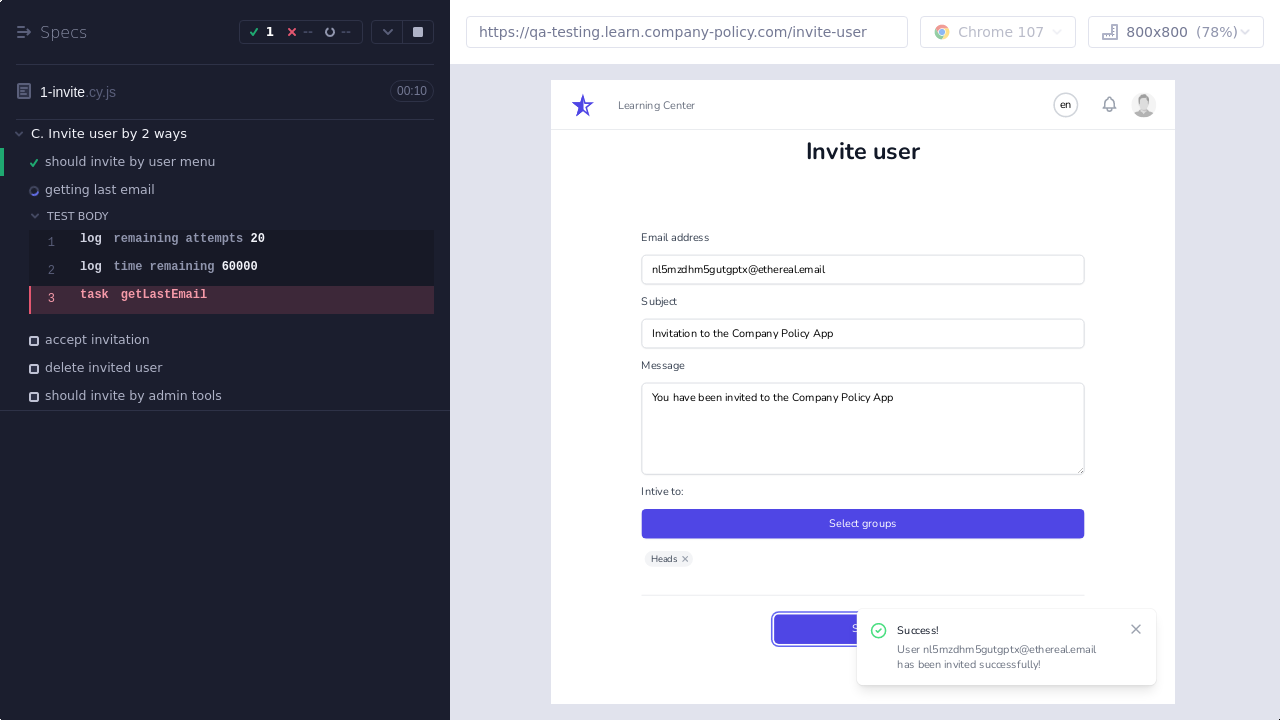 Specs
1
--
--
1-invite.cy.js
00:10
C. Invite user by 2 ways
should invite by user menu
getting last email
TEST BODY
1 log remaining attempts 20
2 log time remaining 60000
3 task getLastEmail
accept invitation
delete invited user
should invite by admin tools
https://qa-testing.learn.company-policy.com/invite-user
Chrome 107
800x800 (78%)
Learning Center
en
Invite user
Email address
nl5mzdhm5gutgptx@ethereal.email
Subject
Invitation to the Company Policy App
Message
You have been invited to the Company Policy App
Intive to:
Select groups
Heads
Success!
User nl5mzdhm5gutgptx@ethereal.email
has been invited successfully!